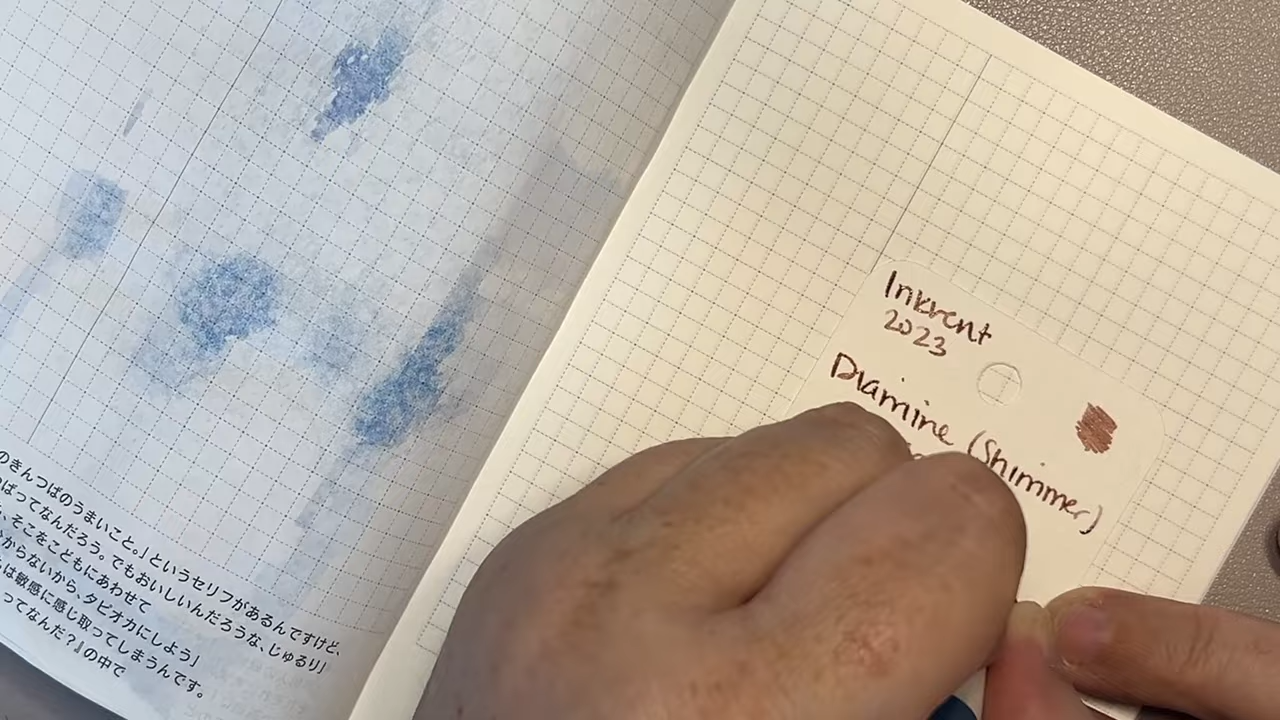 のきんつばのうまいこと。」というセリフがあるんですけど、
ばってなんだろう。でもおいしいんだろうな、じゅるり」
、そこをこどもにあわせて
からないから、タピオカにしよう」
は敏感に感じ取ってしまうんです。
ってなんだ?』の中で
Inkvent
2023
Diamine (Shimmer)